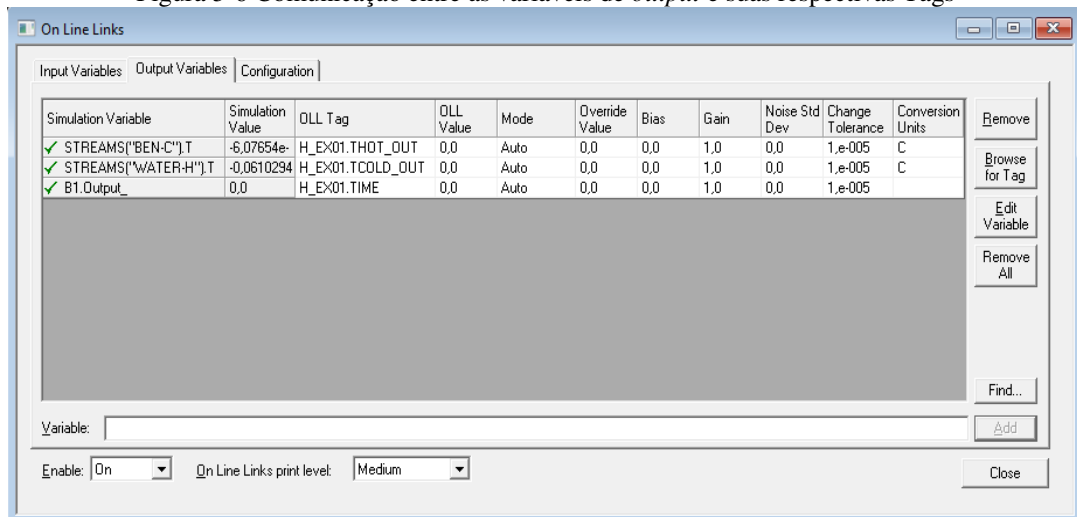 Figura 3-6 Comunicação entre as variáveis de output e suas respectivas Tags
On Line Links
Input Variables Output Variables Configuration
Simulation Variable Simulation Value OLL Tag OLL Value Mode Override Value Bias Gain Noise Std Dev Change Tolerance Conversion Units
STREAMS("BEN-C").T -6,07654e- H_EX01.THOT_OUT 0,0 Auto 0,0 0,0 1,0 0,0 1,e-005 C
STREAMS("WATER-H").T -0,0610294 H_EX01.TCOLD_OUT 0,0 Auto 0,0 0,0 1,0 0,0 1,e-005 C
B1.Output_ 0,0 H_EX01.TIME 0,0 Auto 0,0 0,0 1,0 0,0 1,e-005
Remove
Browse for Tag
Edit Variable
Remove All
Find...
Variable:
Add
Enable: On On Line Links print level: Medium
Close